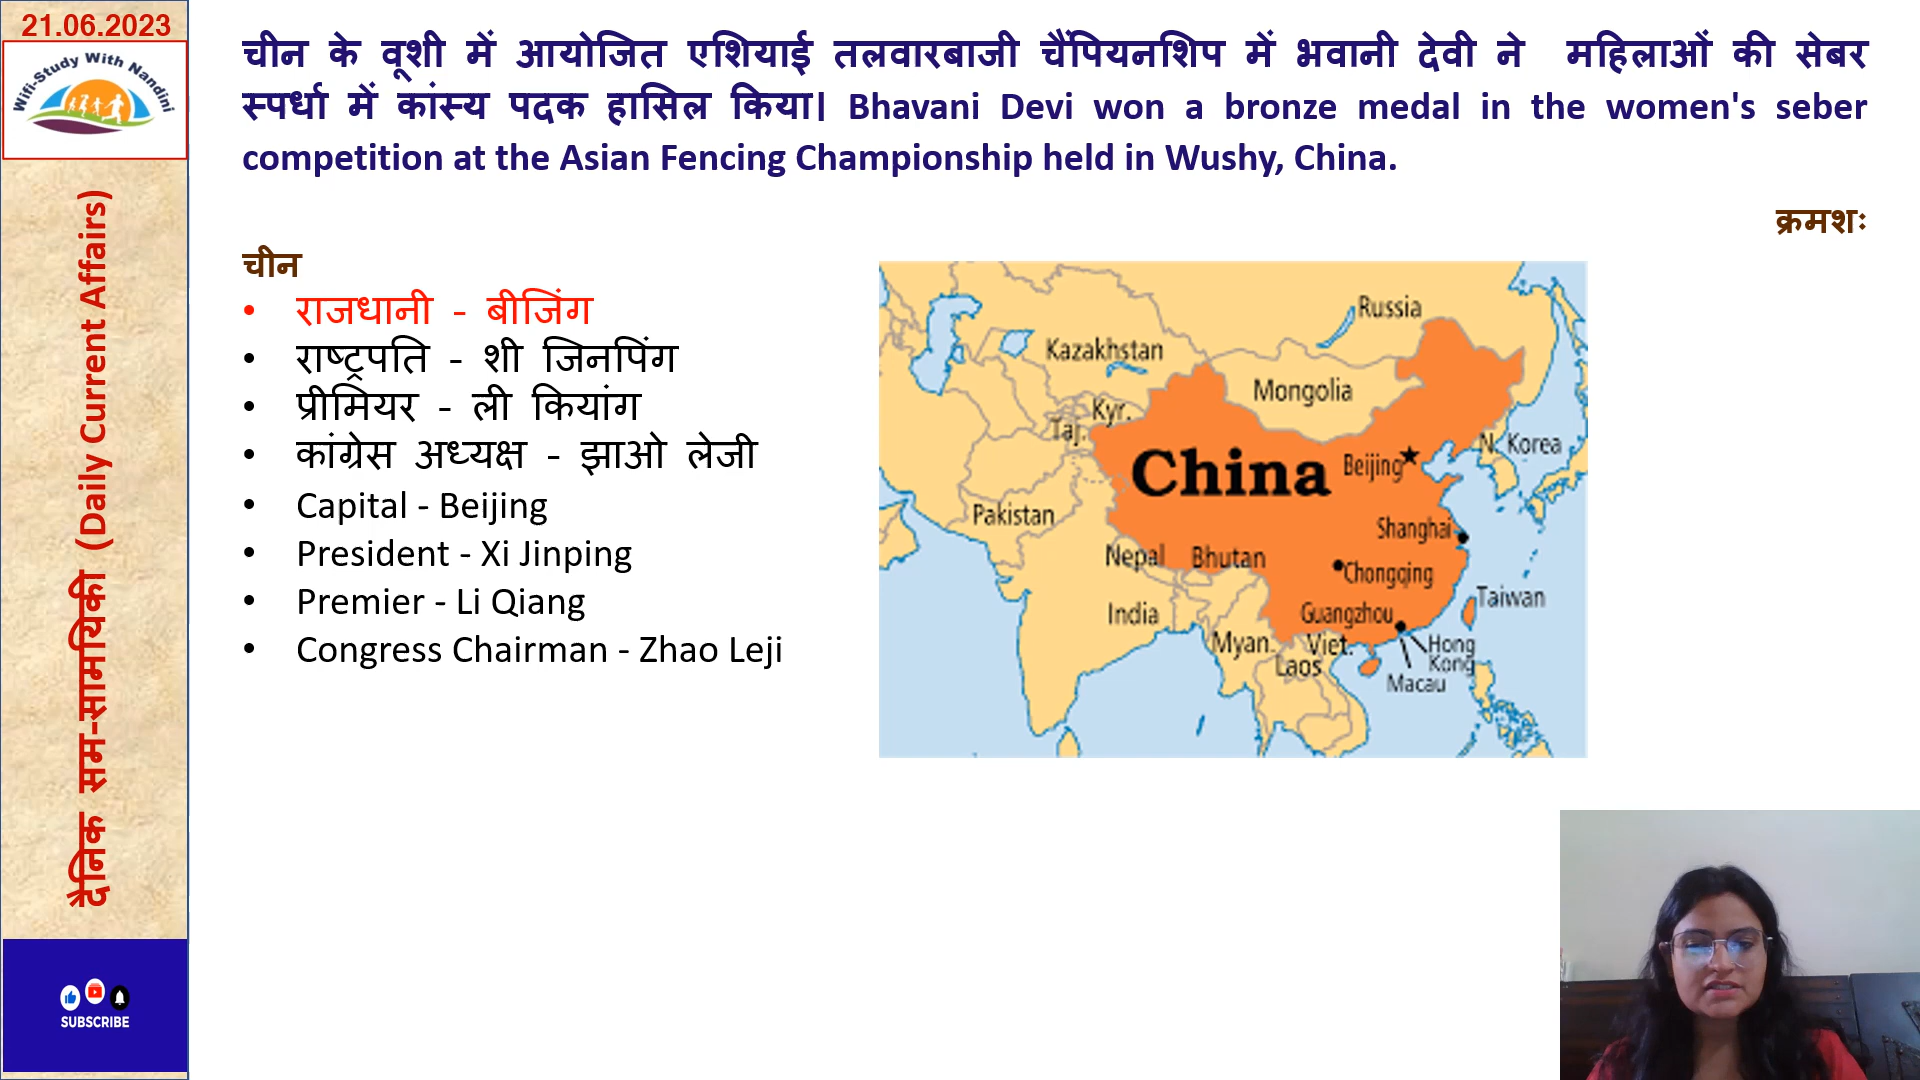 21.06.2023
Wifi-Study With Nandini
दैनिक सम-सामयिकी (Daily Current Affairs)
SUBSCRIBE
चीन के वूशी में आयोजित एशियाई तलवारबाजी चैंपियनशिप में भवानी देवी ने महिलाओं की सेबर
स्पर्धा में कांस्य पदक हासिल किया| Bhavani Devi won a bronze medal in the women's seber
competition at the Asian Fencing Championship held in Wushy, China.
क्रमशः
चीन
• राजधानी - बीजिंग
• राष्ट्रपति - शी जिनपिंग
• प्रीमियर - ली कियांग
• कांग्रेस अध्यक्ष - झाओ लेजी
• Capital - Beijing
• President - Xi Jinping
• Premier - Li Qiang
• Congress Chairman - Zhao Leji
Russia
Kazakhstan
Mongolia
Kyr.
Taj.
N. Korea
China
Beijing
Pakistan
Shanghai
Nepal
Bhutan
Chongqing
Taiwan
India
Guangzhou
Myan.
Viet.
Hong
Kong
Laos
Macau